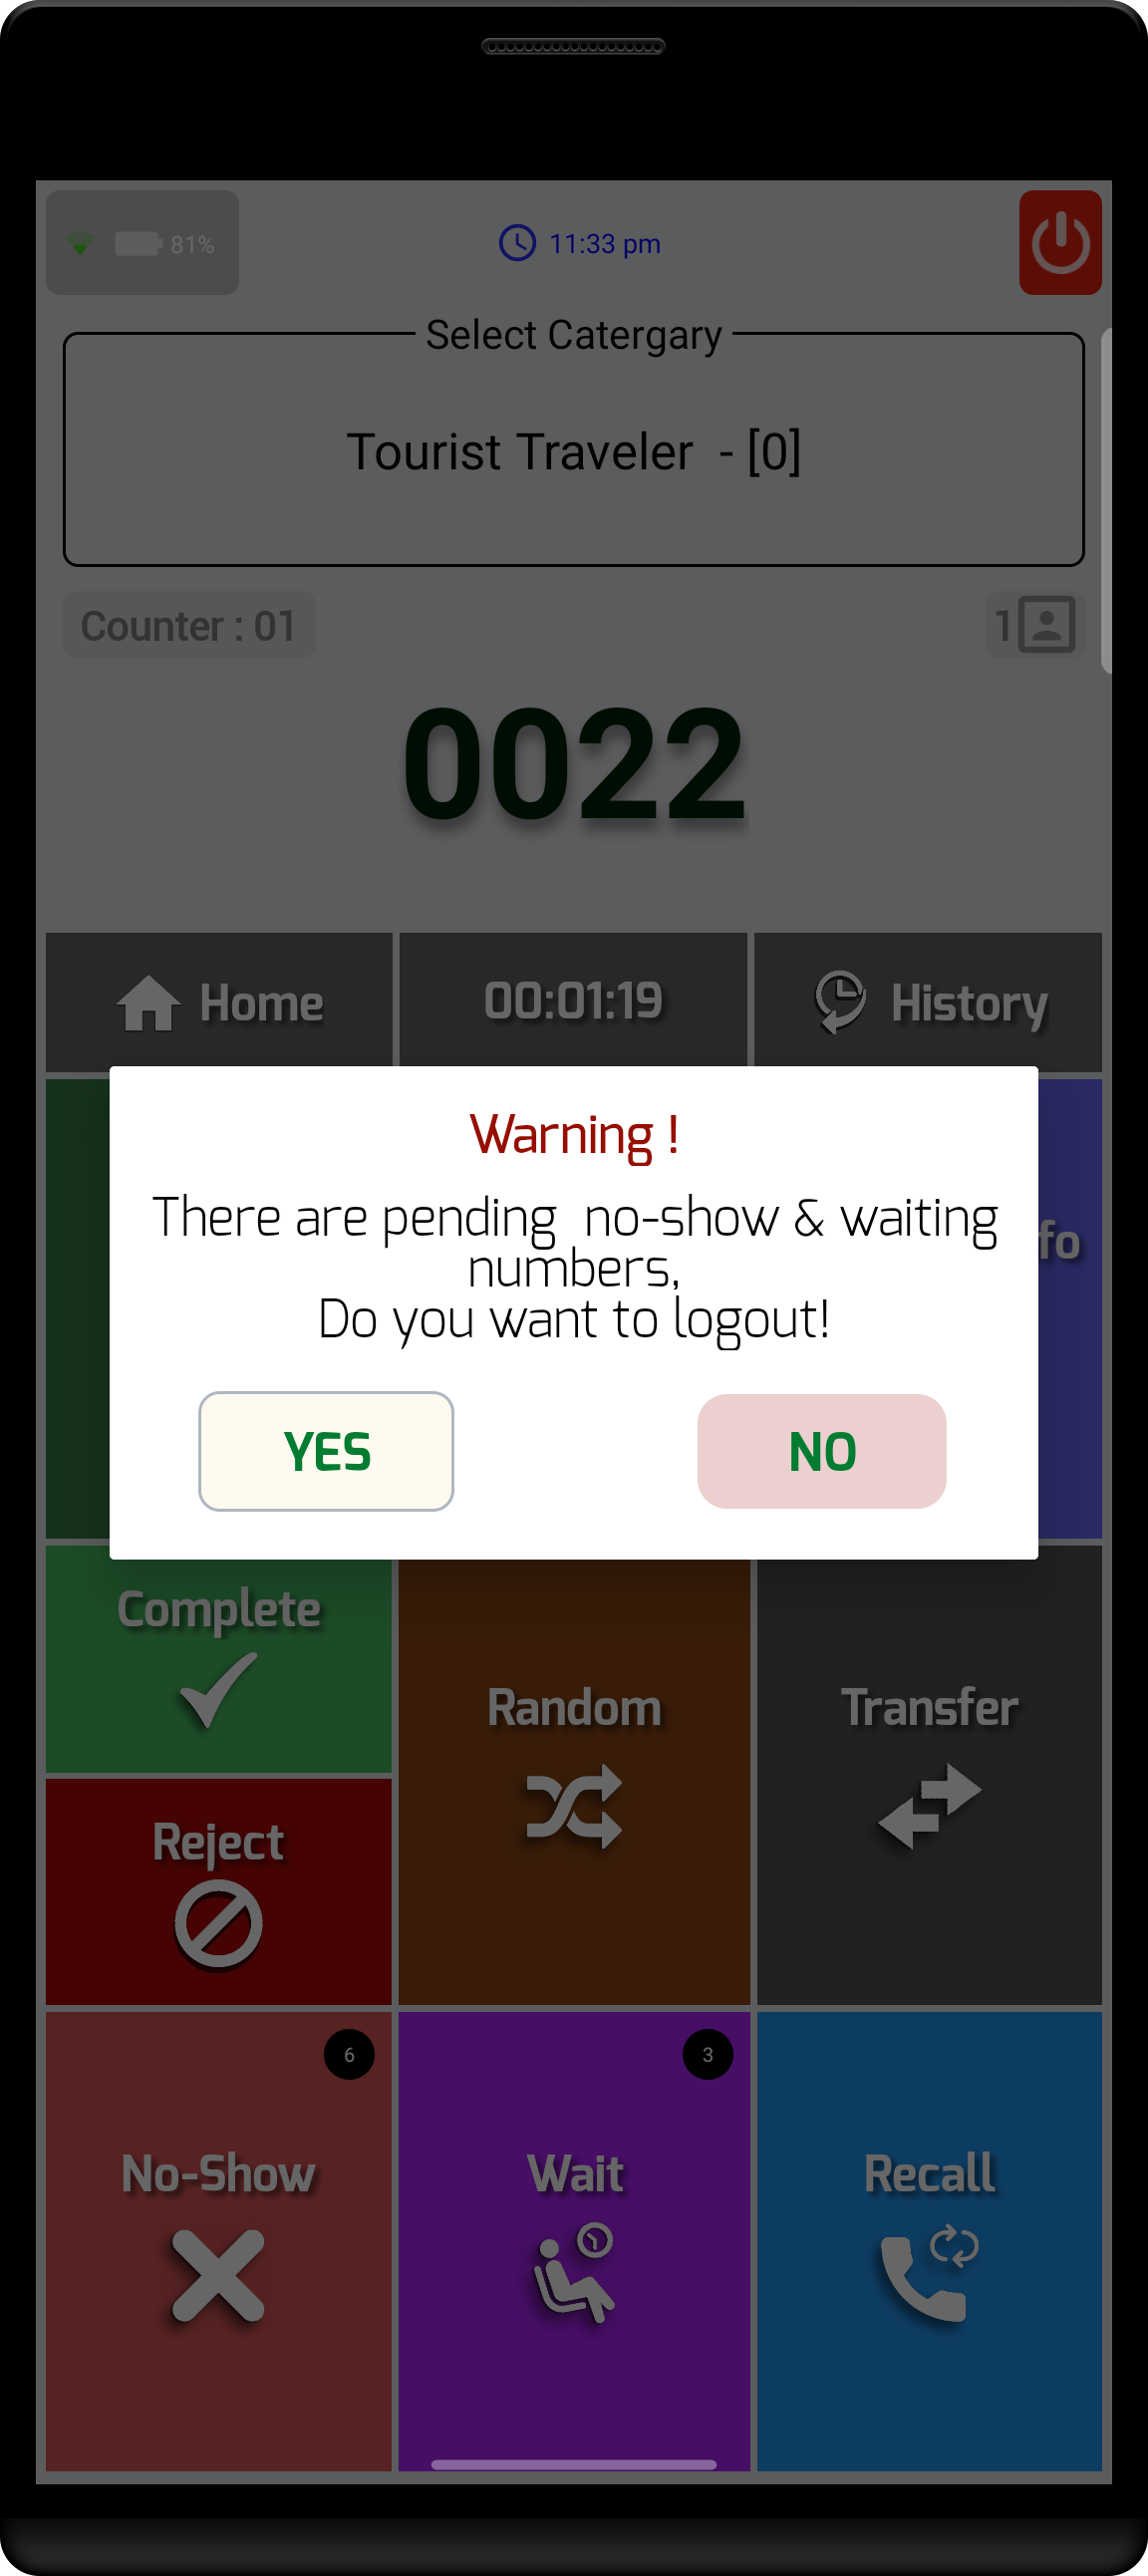 81%
11:33 pm
Select Catergary
Tourist Traveler - [0]
Counter : 01
1
0022
Home
00:01:19
History
Warning !
There are pending no-show & waiting
numbers,
Do you want to logout!
YES
NO
fo
Complete
Random
Transfer
Reject
6
3
No-Show
Wait
Recall